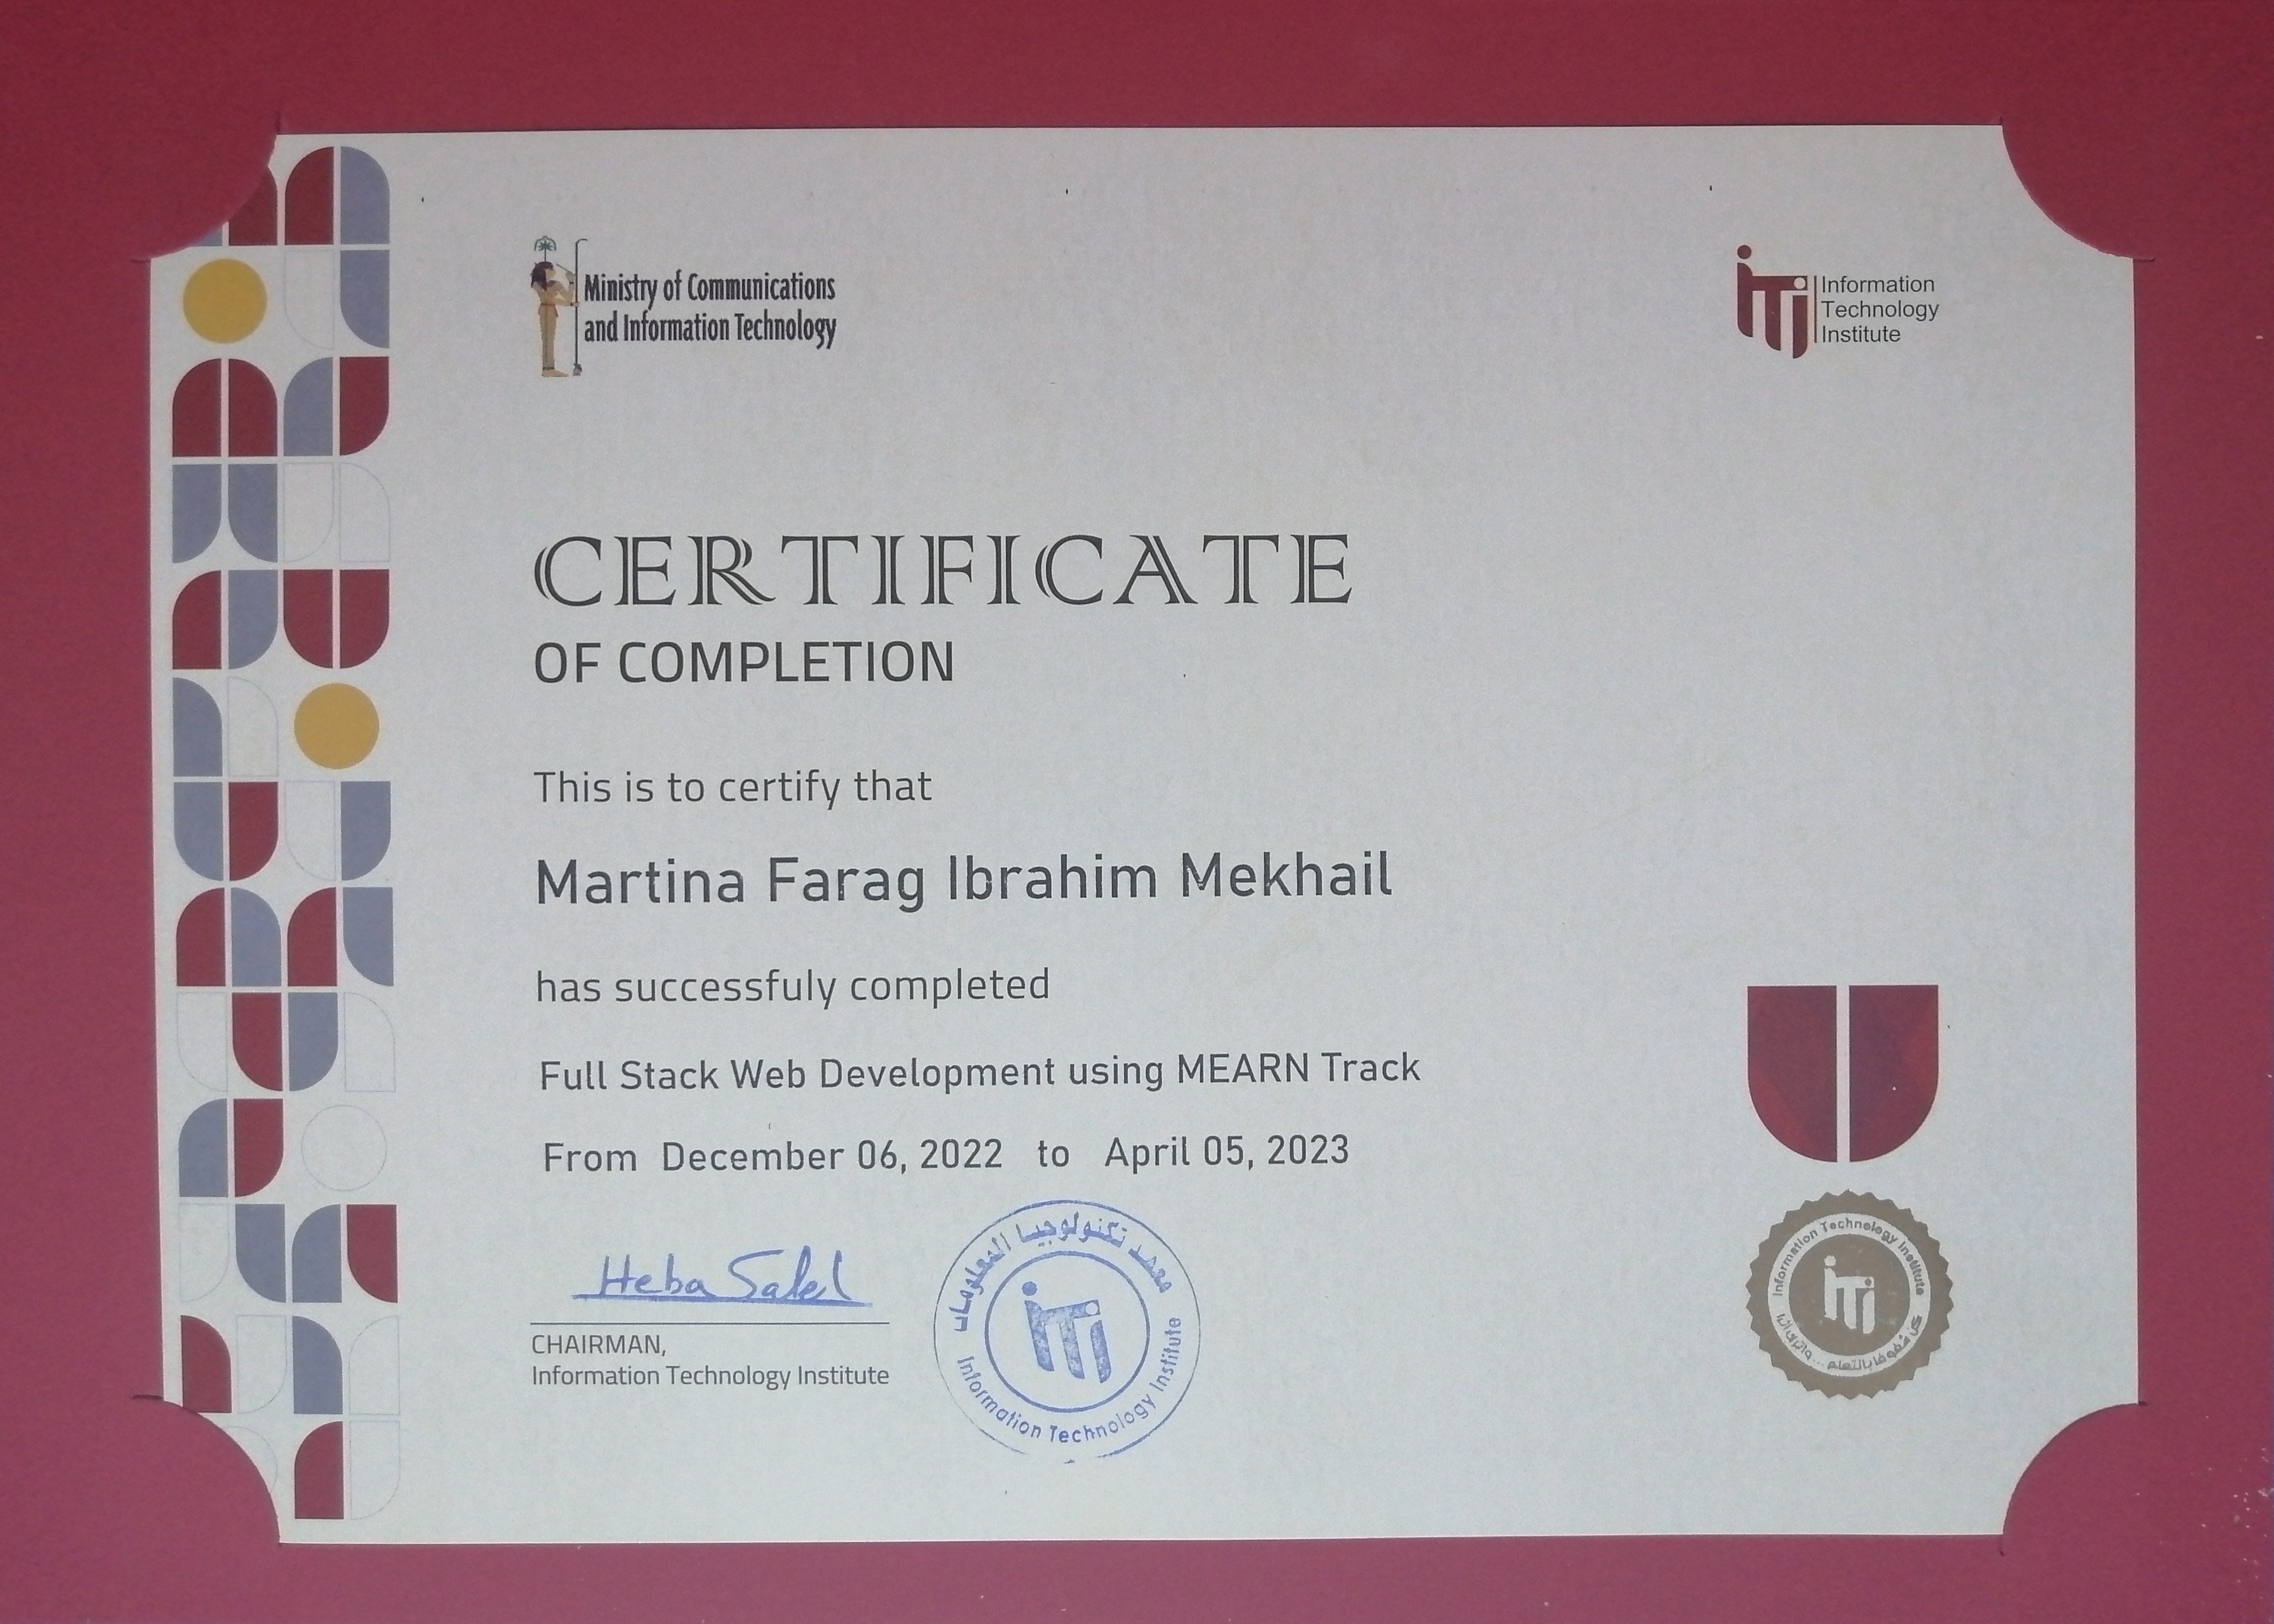 Ministry of Communications
and Information Technology
iTi
Information
Technology
Institute
CERTIFICATE
OF COMPLETION
This is to certify that
Martina Farag Ibrahim Mekhail
has successfuly completed
Full Stack Web Development using MEARN Track
From December 06, 2022 to April 05, 2023
Heba Saleh
CHAIRMAN,
Information Technology Institute
معهد تكنولوجيا المعلومات
iTi
Information Technology Institute
Information Technology Institute
iTi
كن شغوفا بالتعلم ...